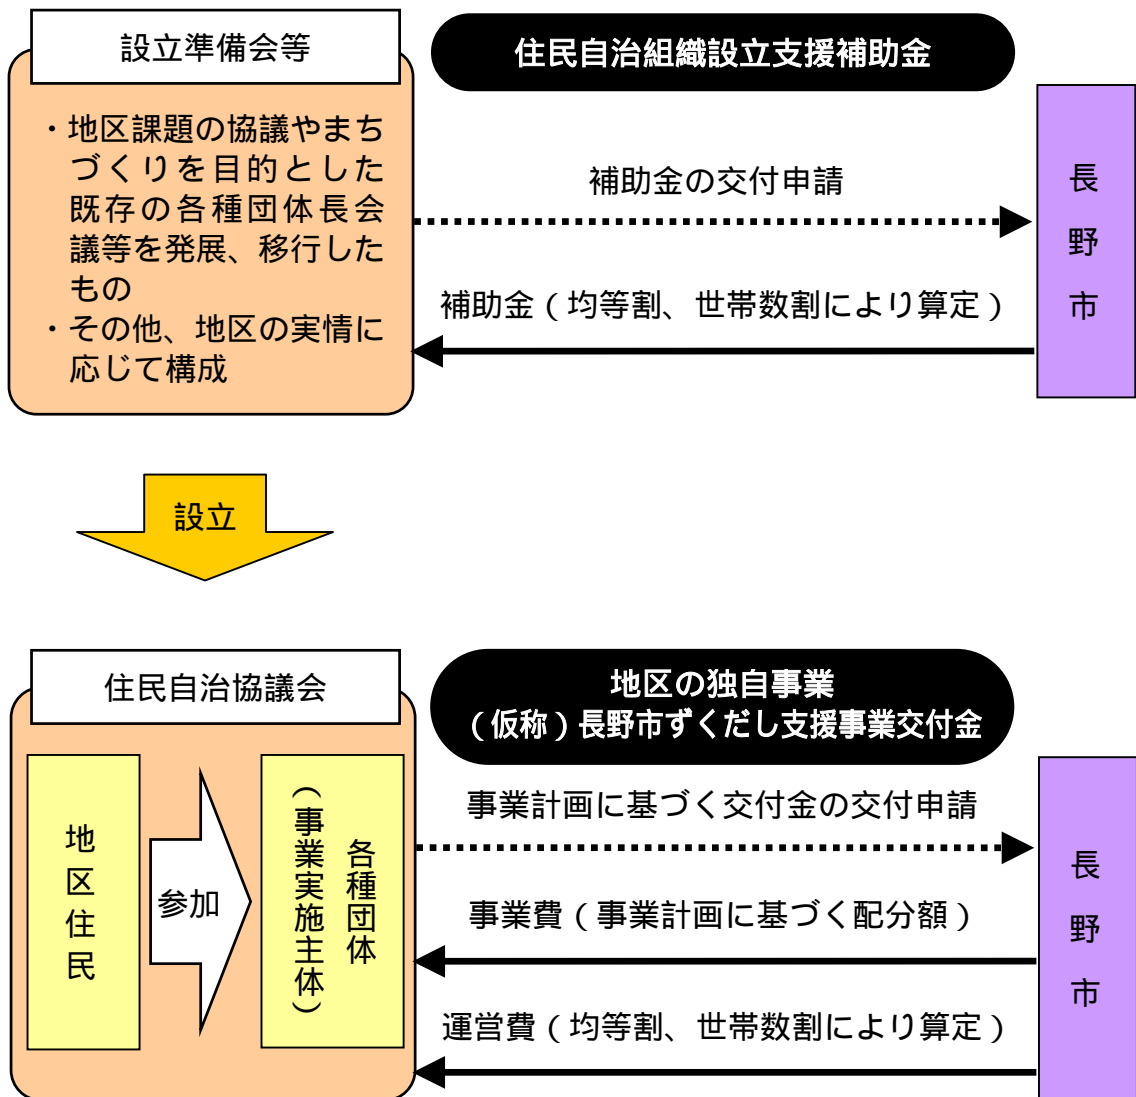 設立準備会等
住民自治組織設立支援補助金
・地区課題の協議やまち
づくりを目的とした
既存の各種団体長会
議等を発展、移行した
もの
・その他、地区の実情に
応じて構成
補助金の交付申請
補助金（均等割、世帯数割により算定）
長野市
設立
住民自治協議会
地区の独自事業
（仮称）長野市ずくだし支援事業交付金
地区住民
参加
各種団体
（事業実施主体）
事業計画に基づく交付金の交付申請
事業費（事業計画に基づく配分額）
運営費（均等割、世帯数割により算定）
長野市